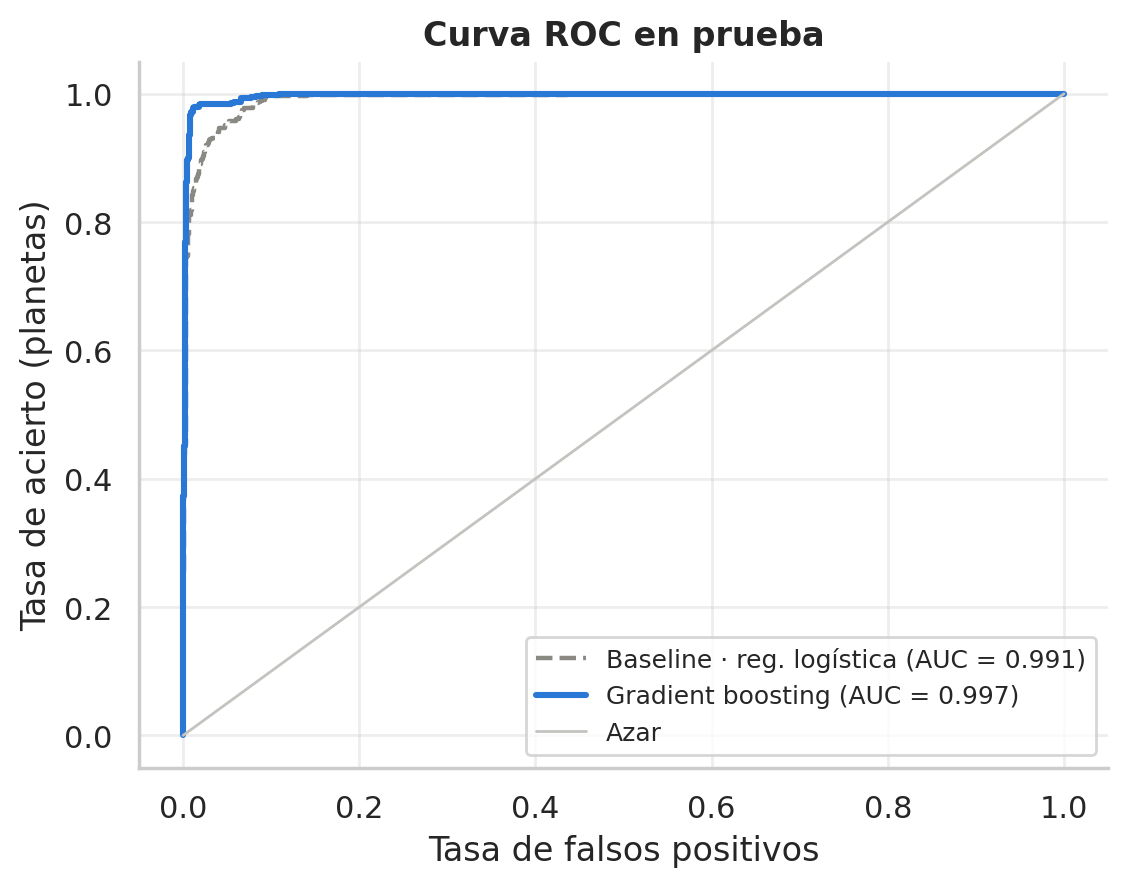 Curva ROC en prueba
Tasa de acierto (planetas)
1.0
0.8
0.6
0.4
0.2
0.0
Baseline · reg. logística (AUC = 0.991)
Gradient boosting (AUC = 0.997)
Azar
0.0
0.2
0.4
0.6
0.8
1.0
Tasa de falsos positivos